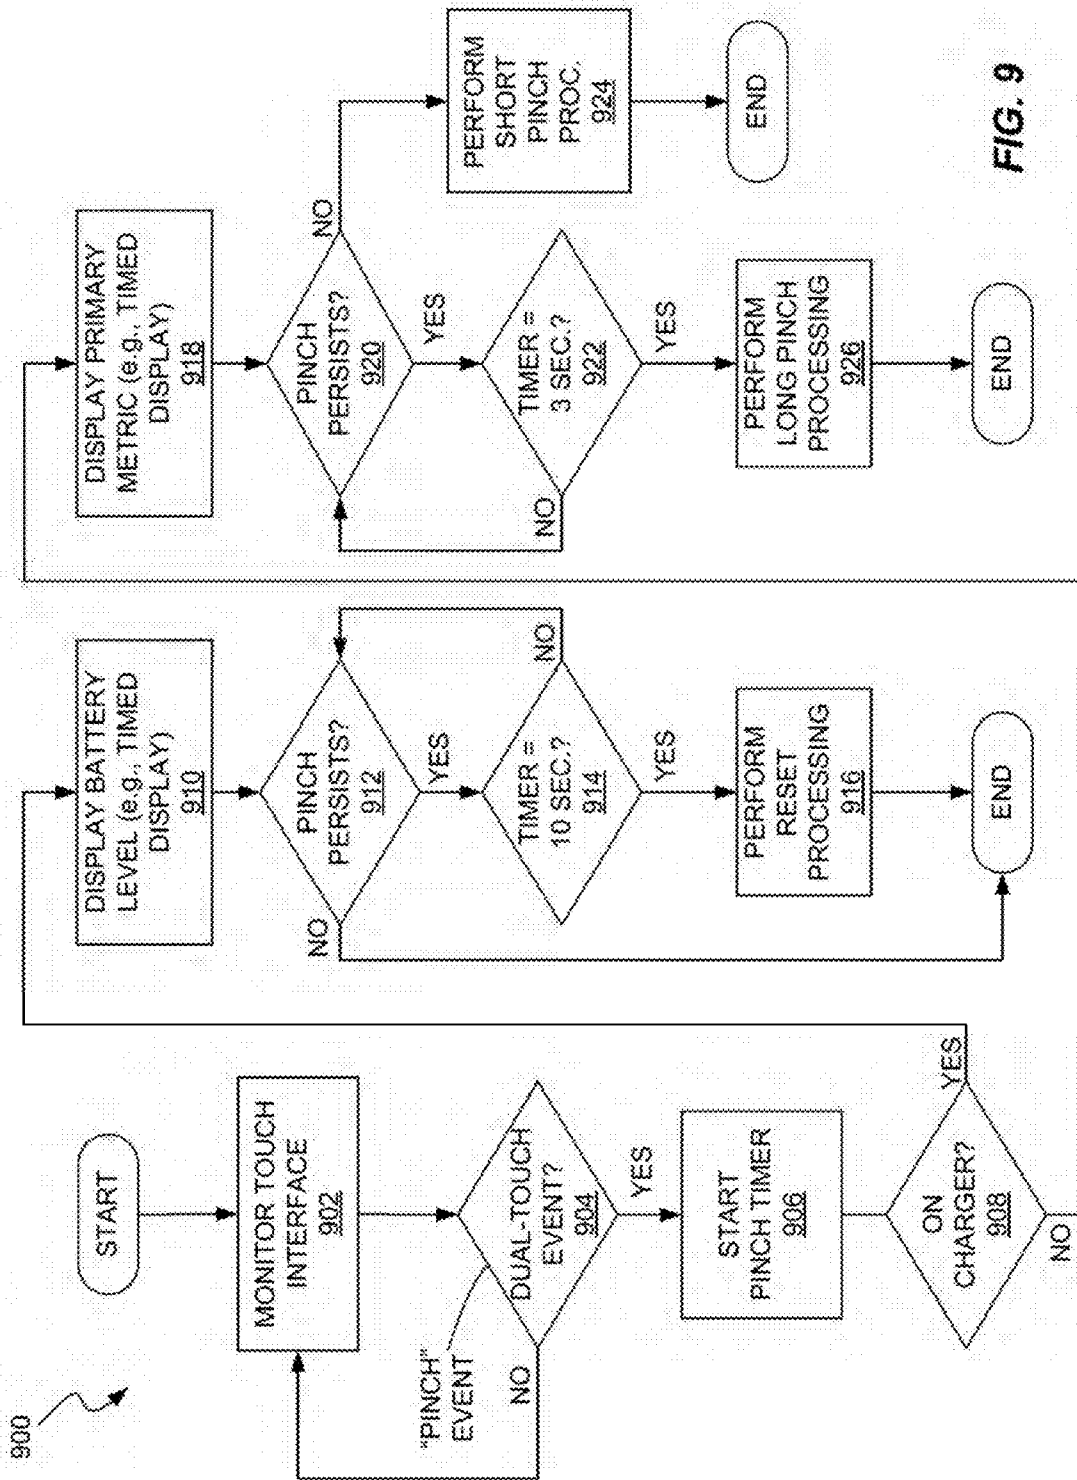 900
START
MONITOR TOUCH
INTERFACE
902
"PINCH"
EVENT
DUAL-TOUCH
EVENT?
904
NO
YES
START
PINCH TIMER
906
ON
CHARGER?
908
YES
NO
DISPLAY BATTERY
LEVEL (e.g., TIMED
DISPLAY)
910
PINCH
PERSISTS?
912
NO
YES
TIMER =
10 SEC.?
914
NO
YES
PERFORM
RESET
PROCESSING
916
END
DISPLAY PRIMARY
METRIC (e.g., TIMED
DISPLAY)
918
PINCH
PERSISTS?
920
NO
YES
TIMER =
3 SEC.?
922
NO
YES
PERFORM
LONG PINCH
PROCESSING
926
END
PERFORM
SHORT
PINCH
PROC.
924
END
FIG. 9